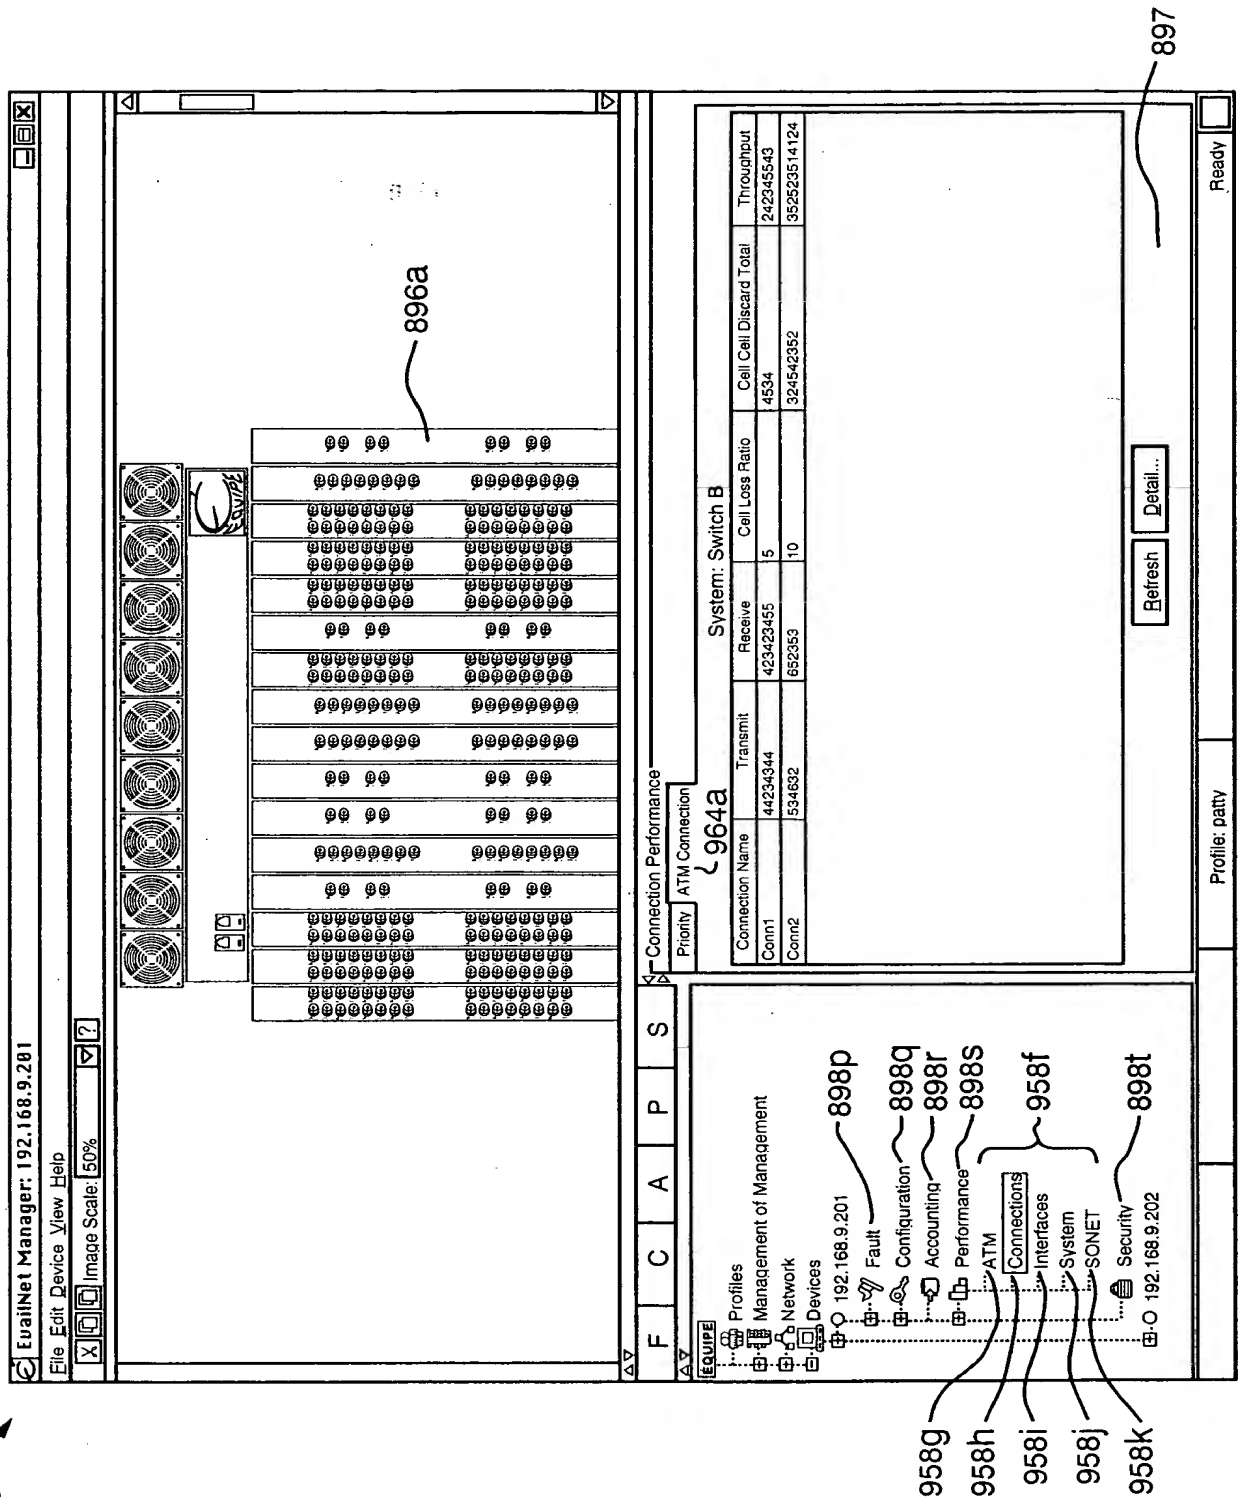 EuailNet Manager: 192.168.9.201
File Edit Device View Help
X Image Scale: 50% ?
EQUIPE
896a
F C A P S
EQUIPE
Profiles
Management of Management
Network
Devices
192.168.9.201
Fault
Configuration
Accounting
Performance
ATM
Connections
Interfaces
System
SONET
Security
192.168.9.202
898p
898q
898r
898s
958f
898t
958g
958h
958i
958j
958k
Connection Performance
Priority ATM Connection
964a
System: Switch B
Connection Name Transmit Receive Cell Loss Ratio Cell Cell Discard Total Throughput
Conn1 44234344 423423455 5 4534 242345543
Conn2 534632 652353 10 324542352 352523514124
Refresh Detail...
897
Profile: patty Ready